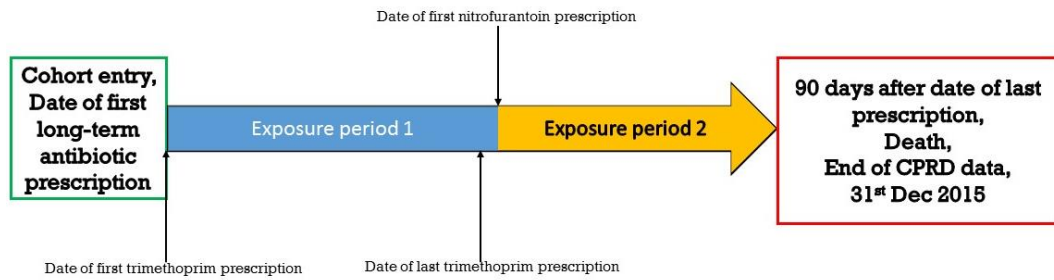 Date of first nitrofurantoin prescription
Cohort entry,
Date of first
long-term
antibiotic
prescription
Exposure period 1
Exposure period 2
90 days after date of last
prescription,
Death,
End of CPRD data,
31st Dec 2015
Date of first trimethoprim prescription
Date of last trimethoprim prescription